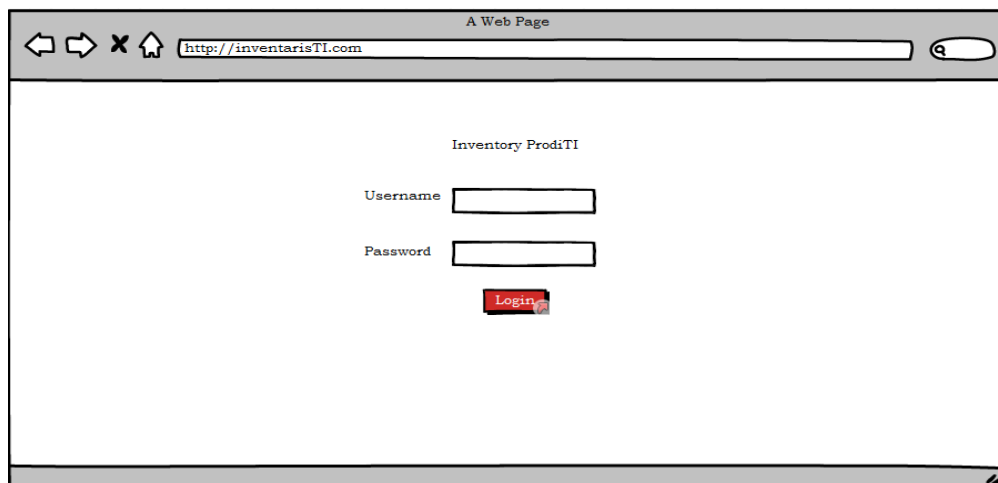 A Web Page
http://inventarisTI.com
Inventory ProdiTI
Username
Password
Login